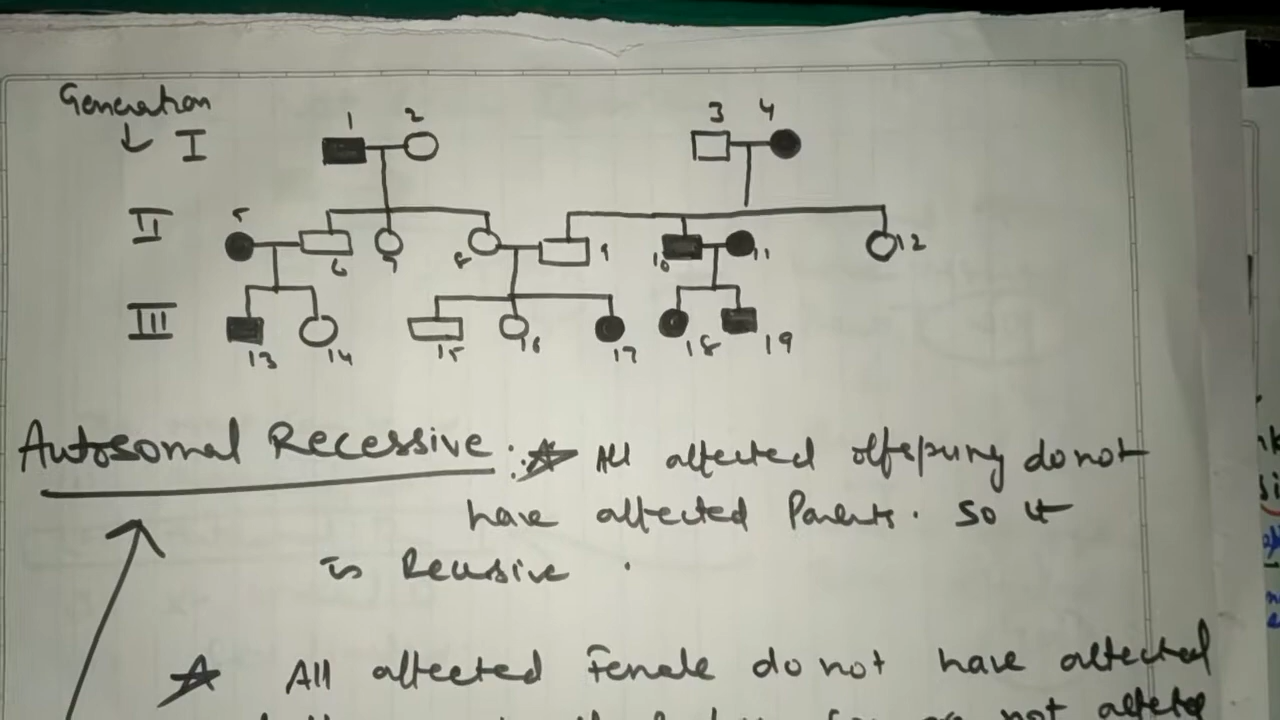 Generation
↓ I
1 2 3 4
II
5 6 7 8 9 10 11 12
III
13 14 15 16 17 18 19
Autosomal Recessive : ★ All affected offspring do not
have affected Parents. So it
is Recessive .
★ All affected Female do not have affected
not affected